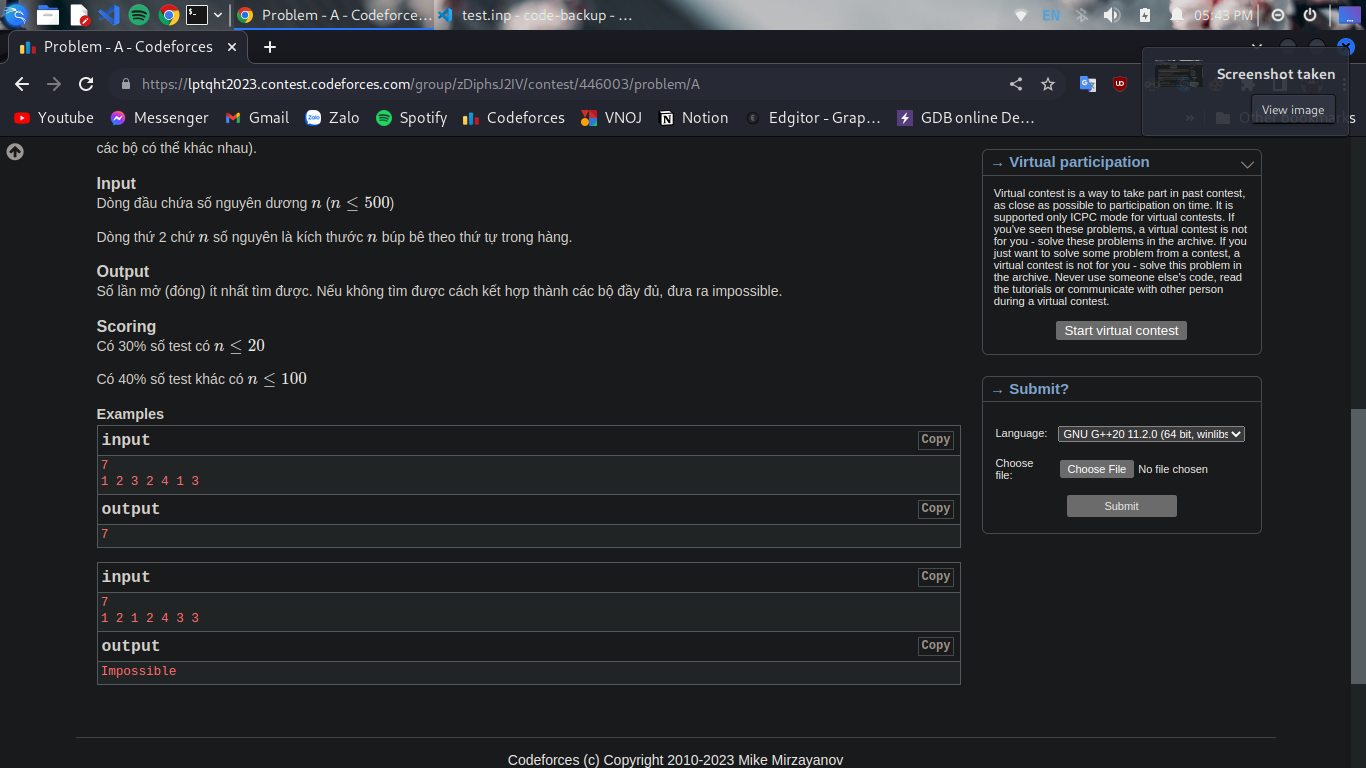 Problem - A - Codeforce...
test.inp - code-backup - ...
EN
05:43 PM
Problem - A - Codeforces
https://lptqht2023.contest.codeforces.com/group/zDiphsJ2IV/contest/446003/problem/A
Screenshot taken
View image
Youtube
Messenger
Gmail
Zalo
Spotify
Codeforces
VNOJ
Notion
Edgitor - Grap...
GDB online De...
» Other bookmarks
các bộ có thể khác nhau).
Input
Dòng đầu chứa số nguyên dương n (n ≤ 500)
Dòng thứ 2 chứ n số nguyên là kích thước n búp bê theo thứ tự trong hàng.
Output
Số lần mở (đóng) ít nhất tìm được. Nếu không tìm được cách kết hợp thành các bộ đầy đủ, đưa ra impossible.
Scoring
Có 30% số test có n ≤ 20
Có 40% số test khác có n ≤ 100
Examples
input
Copy
7
1 2 3 2 4 1 3
output
Copy
7
input
Copy
7
1 2 1 2 4 3 3
output
Copy
Impossible
→ Virtual participation
Virtual contest is a way to take part in past contest,
as close as possible to participation on time. It is
supported only ICPC mode for virtual contests. If
you've seen these problems, a virtual contest is not
for you - solve these problems in the archive. If you
just want to solve some problem from a contest, a
virtual contest is not for you - solve this problem in
the archive. Never use someone else's code, read
the tutorials or communicate with other person
during a virtual contest.
Start virtual contest
→ Submit?
Language:
GNU G++20 11.2.0 (64 bit, winlibs
Choose
file:
Choose File No file chosen
Submit
Codeforces (c) Copyright 2010-2023 Mike Mirzayanov